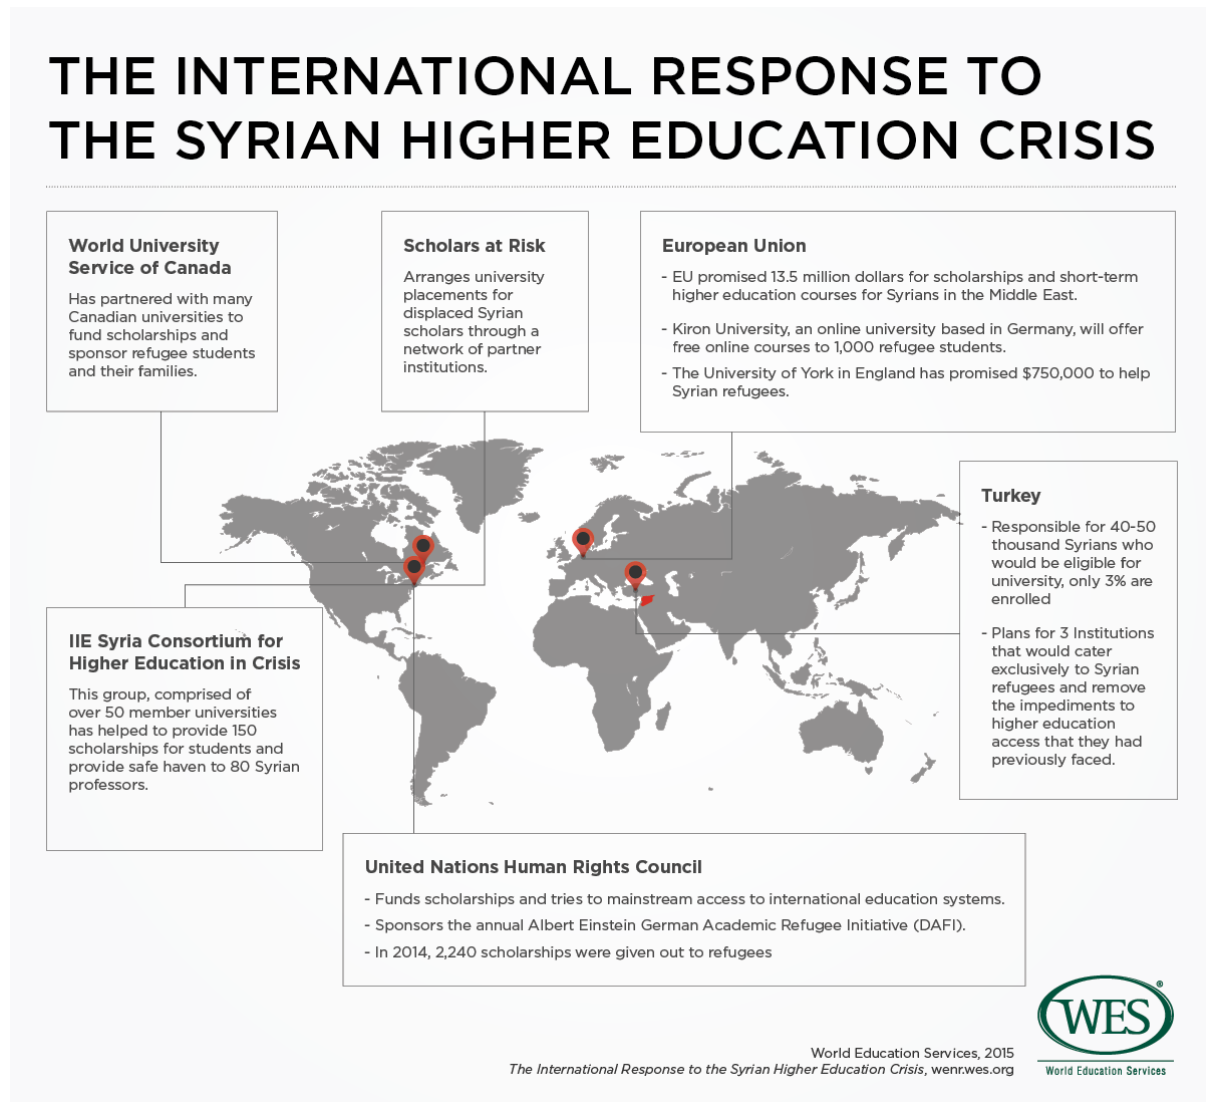 THE INTERNATIONAL RESPONSE TO
THE SYRIAN HIGHER EDUCATION CRISIS
World University
Service of Canada
Has partnered with many
Canadian universities to
fund scholarships and
sponsor refugee students
and their families.
Scholars at Risk
Arranges university
placements for
displaced Syrian
scholars through a
network of partner
institutions.
European Union
- EU promised 13.5 million dollars for scholarships and short-term
higher education courses for Syrians in the Middle East.
- Kiron University, an online university based in Germany, will offer
free online courses to 1,000 refugee students.
- The University of York in England has promised $750,000 to help
Syrian refugees.
Turkey
- Responsible for 40-50
thousand Syrians who
would be eligible for
university, only 3% are
enrolled
- Plans for 3 Institutions
that would cater
exclusively to Syrian
refugees and remove
the impediments to
higher education
access that they had
previously faced.
IIE Syria Consortium for
Higher Education in Crisis
This group, comprised of
over 50 member universities
has helped to provide 150
scholarships for students and
provide safe haven to 80 Syrian
professors.
United Nations Human Rights Council
- Funds scholarships and tries to mainstream access to international education systems.
- Sponsors the annual Albert Einstein German Academic Refugee Initiative (DAFI).
- In 2014, 2,240 scholarships were given out to refugees
World Education Services, 2015
The International Response to the Syrian Higher Education Crisis, wenr.wes.org
WES®
World Education Services